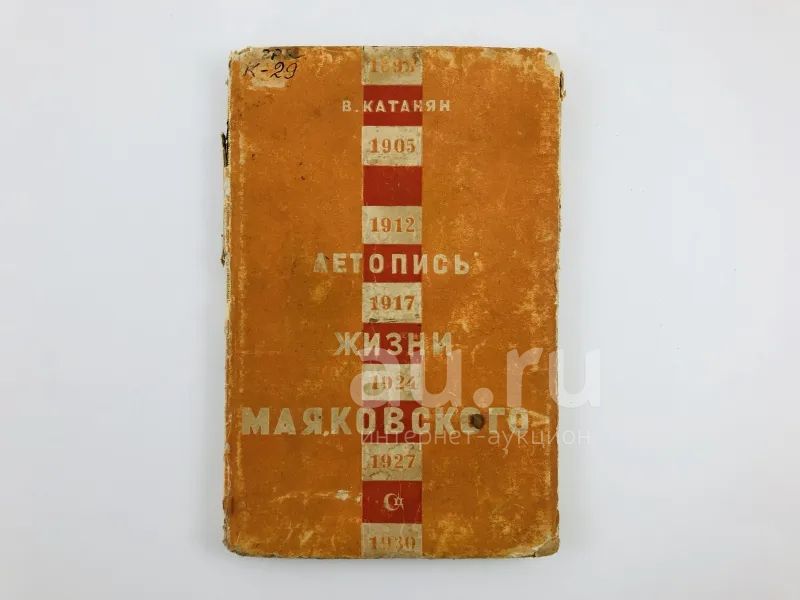 К-29
1893
В. КАТАНЯН
1905
1912
ЛЕТОПИСЬ
1917
ЖИЗНИ
au.ru
1924
МАЯКОВСКОГО
интернет-аукцион
1927
1930